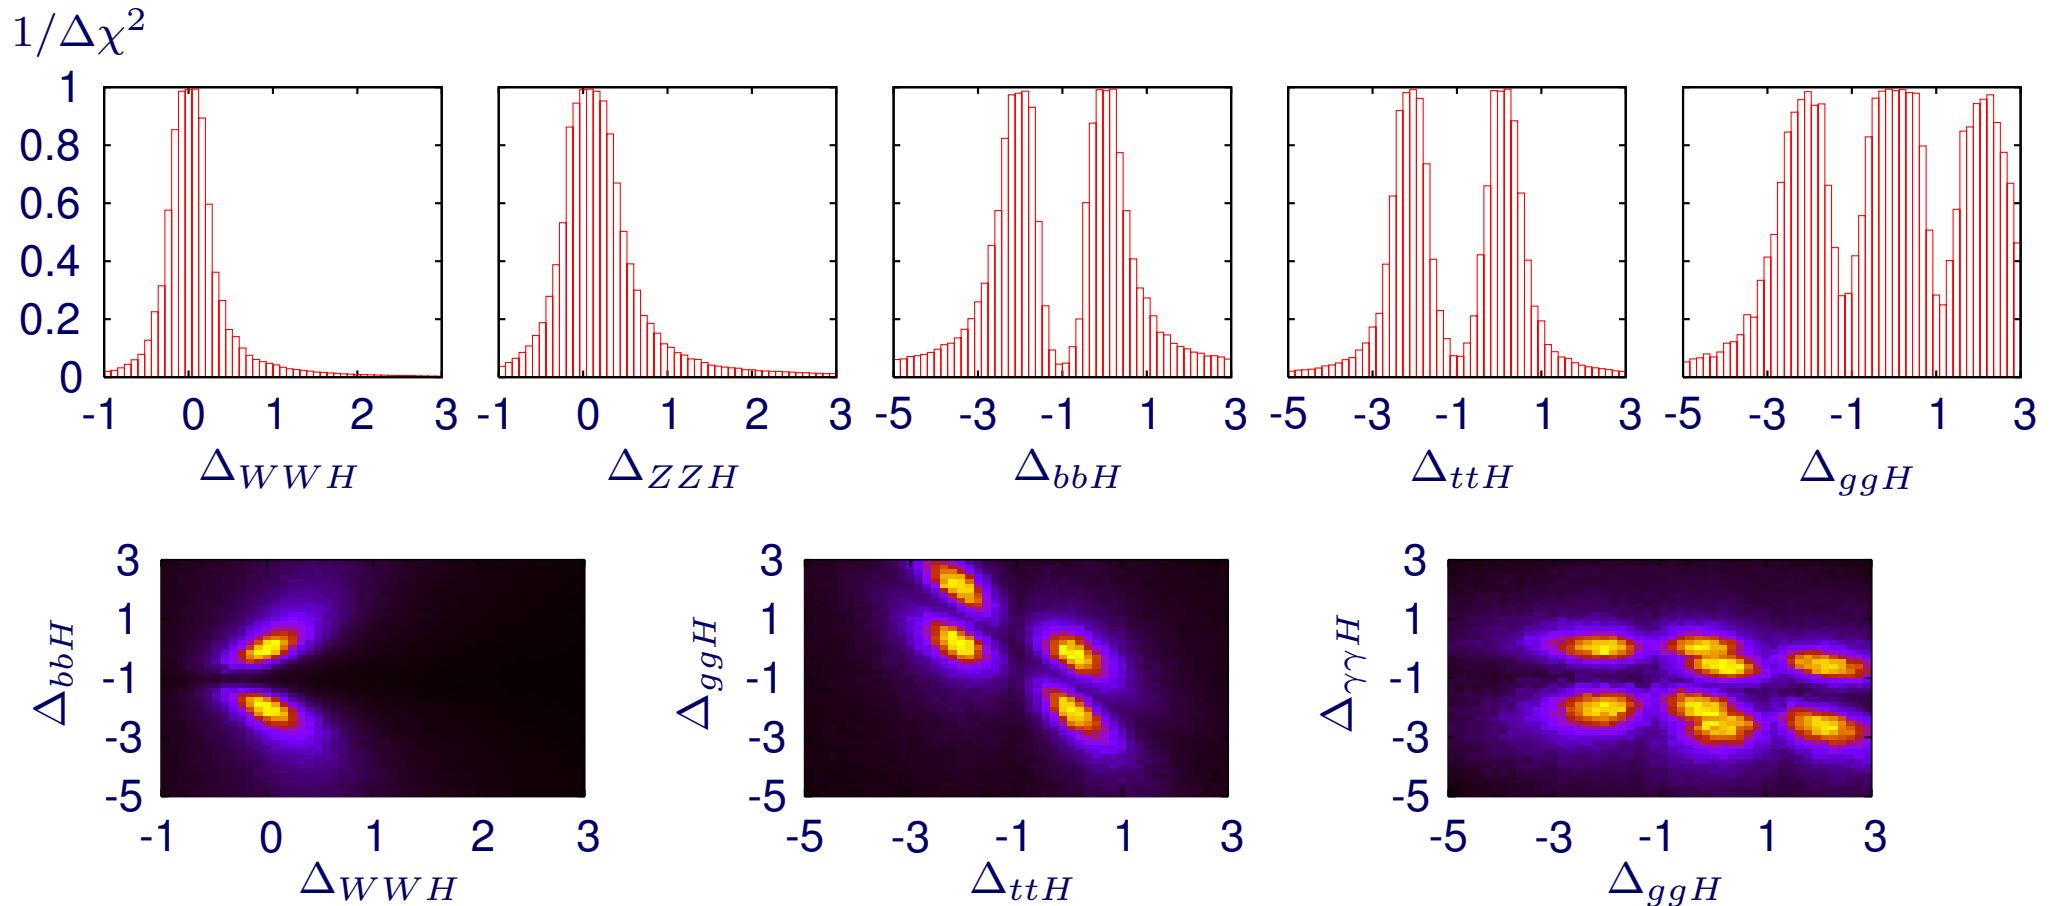 1/Δχ²
1 0.8 0.6 0.4 0.2 0
-1 0 1 2 3 -1 0 1 2 3 -5 -3 -1 1 3 -5 -3 -1 1 3 -5 -3 -1 1 3
Δ_WWH Δ_ZZH Δ_bbH Δ_ttH Δ_ggH
Δ_bbH
3 1 -1 -3 -5
-1 0 1 2 3
Δ_WWH
Δ_ggH
3 1 -1 -3 -5
-5 -3 -1 1 3
Δ_ttH
Δ_γγH
3 1 -1 -3 -5
-5 -3 -1 1 3
Δ_ggH